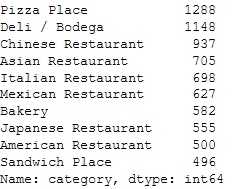 Pizza Place 1288
Deli / Bodega 1148
Chinese Restaurant 937
Asian Restaurant 705
Italian Restaurant 698
Mexican Restaurant 627
Bakery 582
Japanese Restaurant 555
American Restaurant 500
Sandwich Place 496
Name: category, dtype: int64